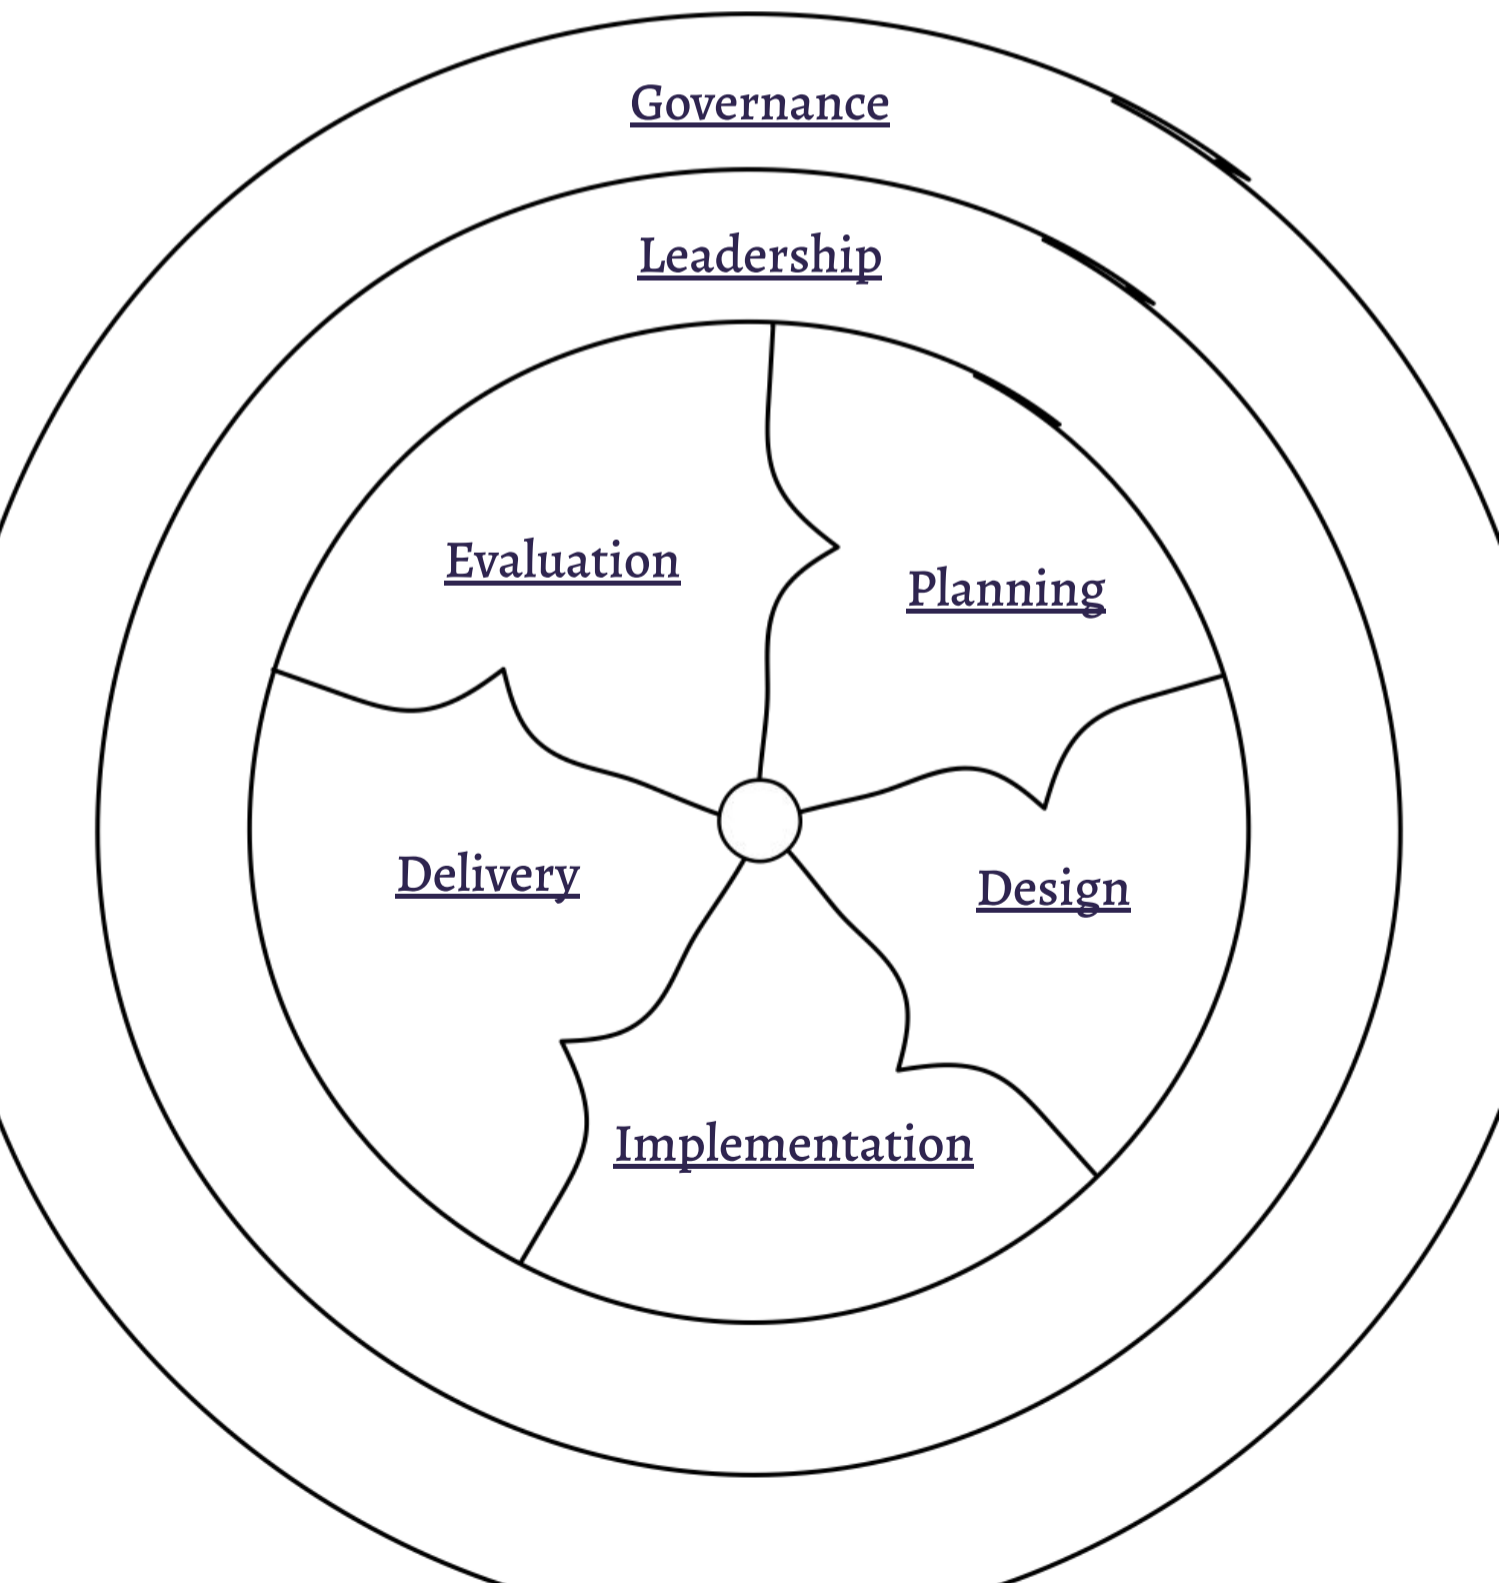 Governance
Leadership
Evaluation
Planning
Delivery
Design
Implementation